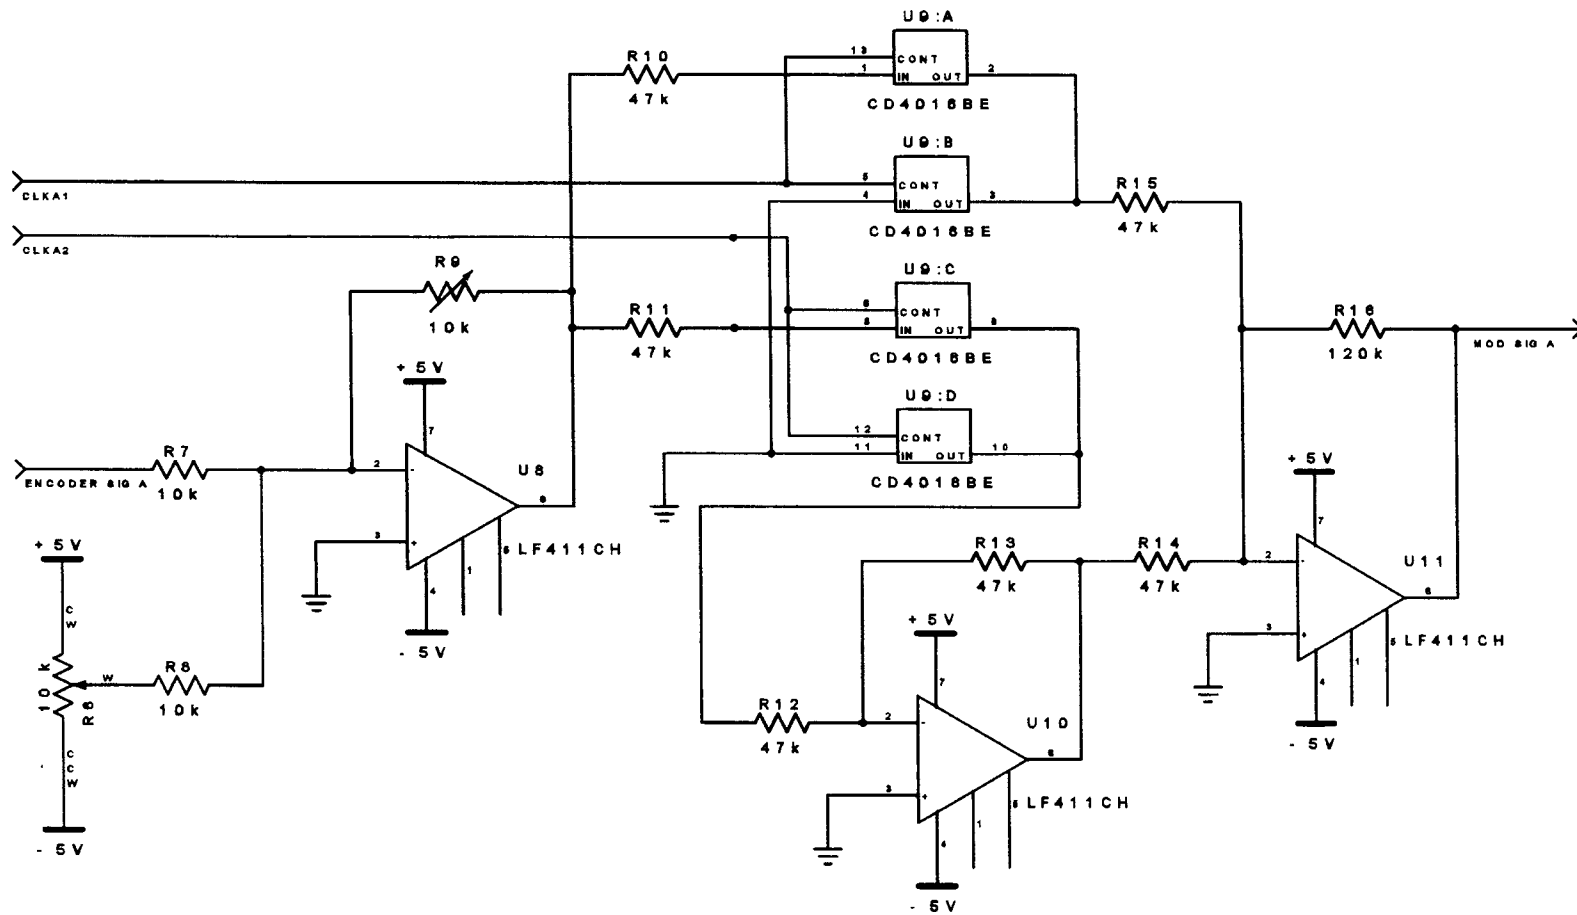 U9:A
13
CONT
1
IN OUT
2
CD4016BE
R10
47k
U9:B
5
CONT
4
IN OUT
3
CD4016BE
CLKA1
R15
47k
CLKA2
U9:C
6
CONT
8
IN OUT
9
CD4016BE
R9
10k
R11
47k
R16
120k
MOD SIG A
+5V
7
U9:D
12
CONT
11
IN OUT
10
CD4016BE
R7
10k
ENCODER SIG A
2
-
U8
6
3
+
5
LF411CH
1
4
-5V
+5V
CW
10k
R6
W
R8
10k
CCW
-5V
R13
47k
R14
47k
+5V
7
2
-
U11
6
3
+
5
LF411CH
1
4
-5V
R12
47k
+5V
7
2
-
U10
6
3
+
5
LF411CH
1
4
-5V